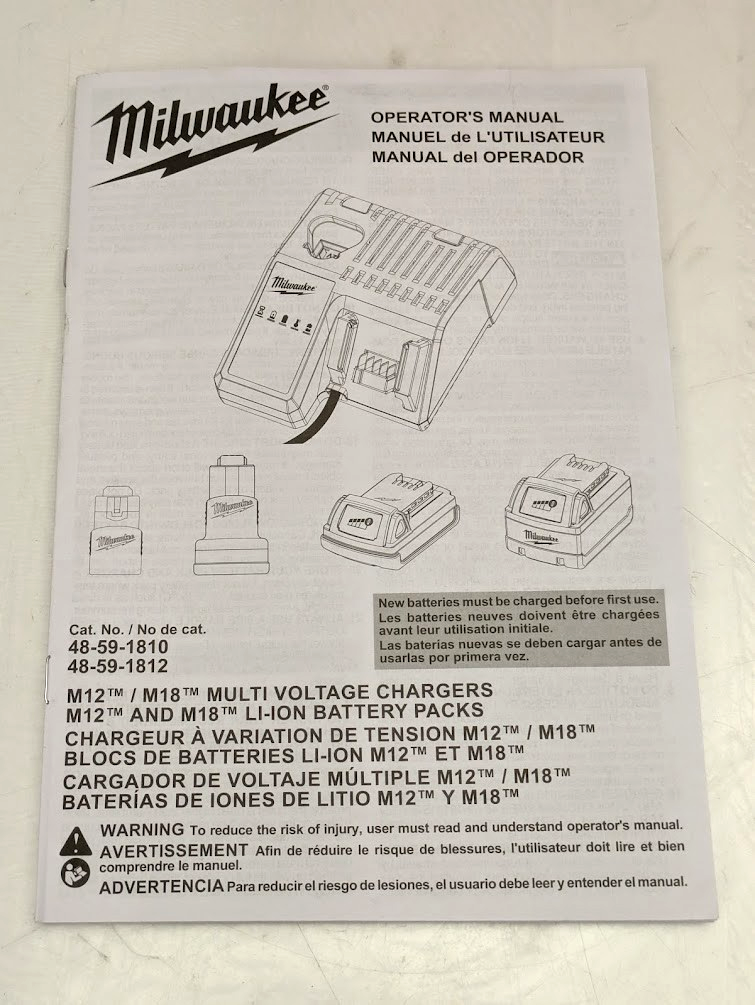 Milwaukee®
OPERATOR'S MANUAL
MANUEL de L'UTILISATEUR
MANUAL del OPERADOR
Milwaukee
Milwaukee
Milwaukee
Milwaukee
New batteries must be charged before first use.
Les batteries neuves doivent être chargées
avant leur utilisation initiale.
Las baterías nuevas se deben cargar antes de
usarlas por primera vez.
Cat. No. / No de cat.
48-59-1810
48-59-1812
M12™ / M18™ MULTI VOLTAGE CHARGERS
M12™ AND M18™ LI-ION BATTERY PACKS
CHARGEUR À VARIATION DE TENSION M12™ / M18™
BLOCS DE BATTERIES LI-ION M12™ ET M18™
CARGADOR DE VOLTAJE MÚLTIPLE M12™ / M18™
BATERÍAS DE IONES DE LITIO M12™ Y M18™
WARNING To reduce the risk of injury, user must read and understand operator's manual.
AVERTISSEMENT Afin de réduire le risque de blessures, l'utilisateur doit lire et bien
comprendre le manuel.
ADVERTENCIA Para reducir el riesgo de lesiones, el usuario debe leer y entender el manual.